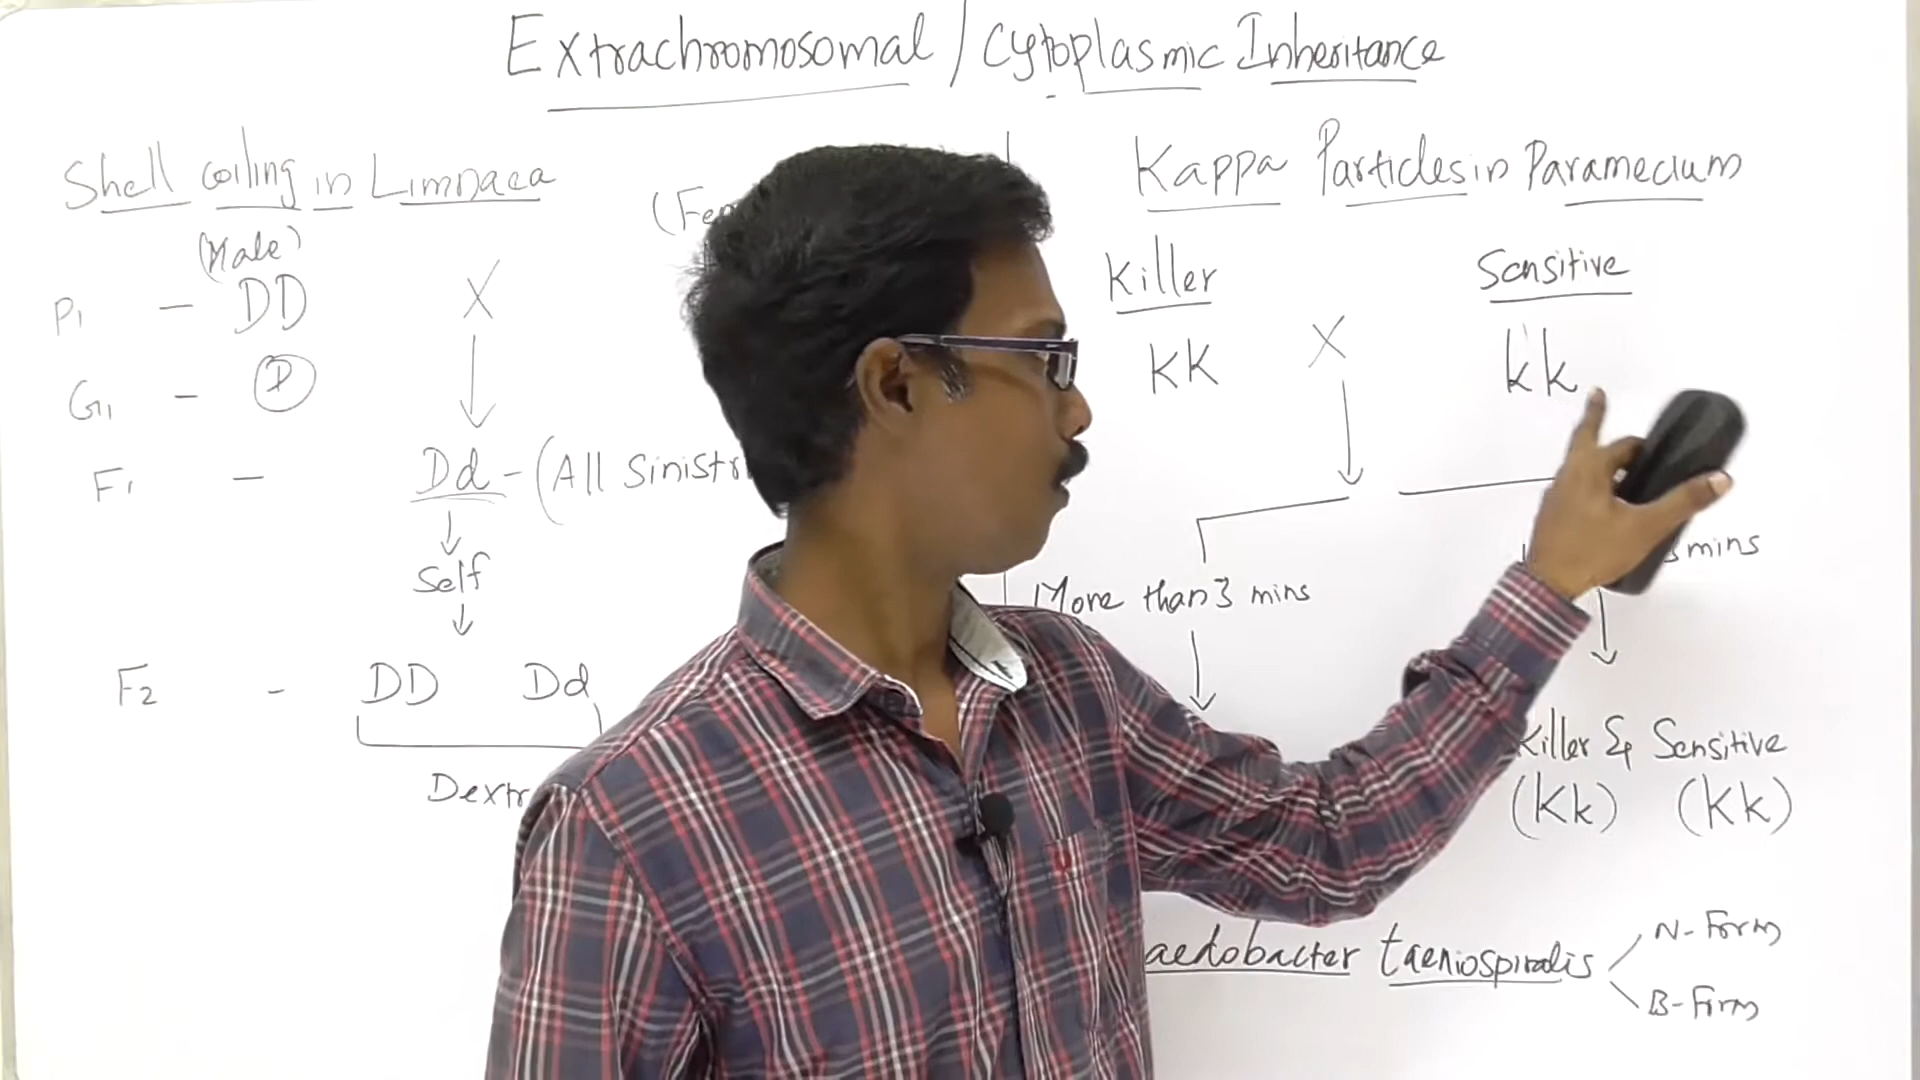 Extrachromosomal / Cytoplasmic Inheritance
Shell coiling in Limnaea
(Male)
P1 - DD X
G1 - D
F1 - Dd - (All Sinistr
Self
F2 - DD Dd
Dextr
Kappa Particles in Paramecium
Killer Sensitive
KK X kk
More than 3 mins
mins
Killer & Sensitive
(Kk) (Kk)
aedobacter taeniospiralis
N-Form
B-Form